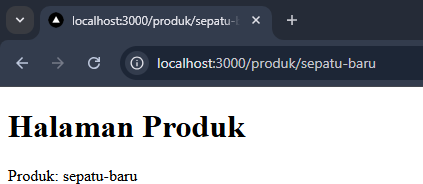 localhost:3000/produk/sepatu-b
localhost:3000/produk/sepatu-baru
Halaman Produk
Produk: sepatu-baru